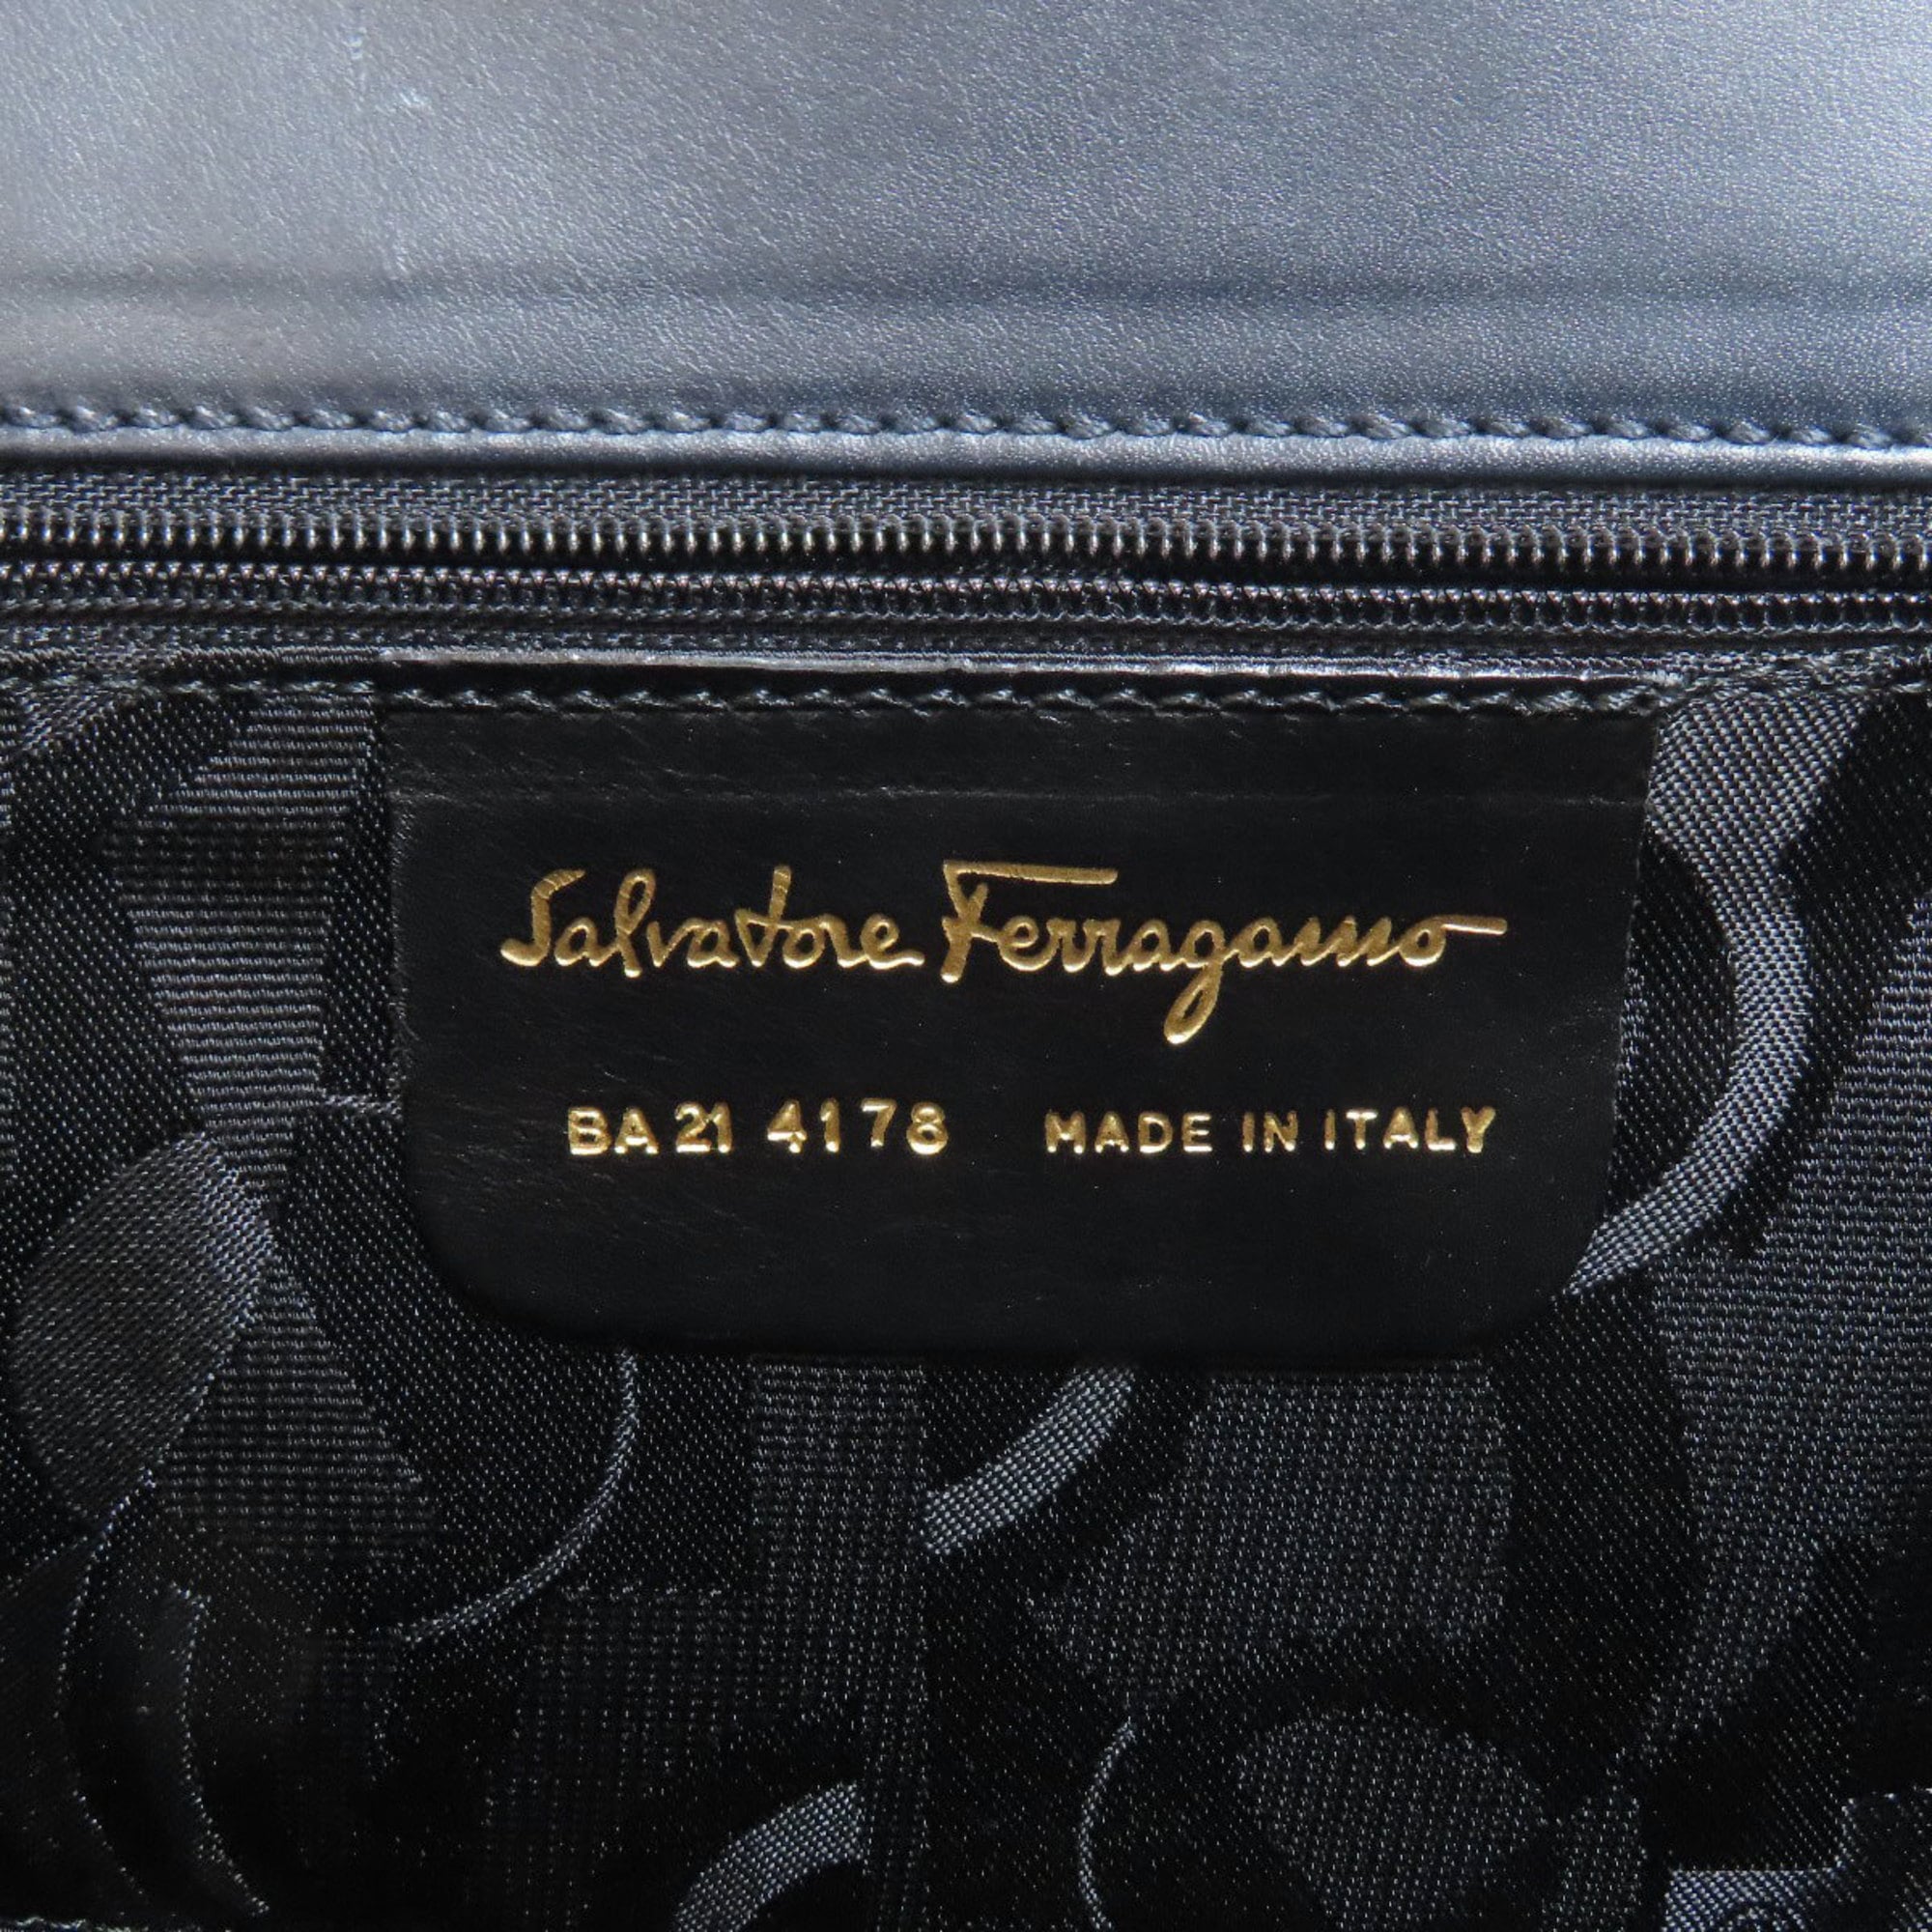 Salvatore Ferragamo
BA 21 4178 MADE IN ITALY